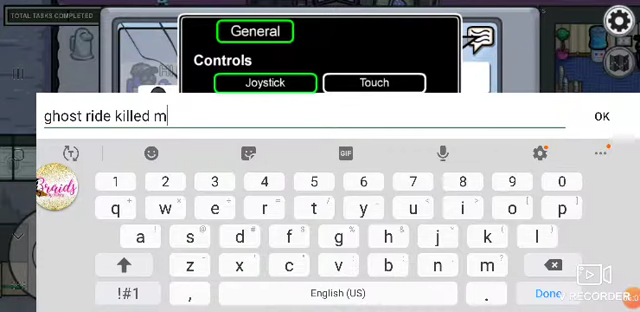 TOTAL TASKS COMPLETED
General
Controls
Joystick Touch
ghost ride killed m
OK
GIF
Braids
1 2 3 4 5 6 7 8 9 0
q w e r t y u i o p
a s d f g h j k l
z x c v b n m
!#1 , English (US) . Done
RECORDER